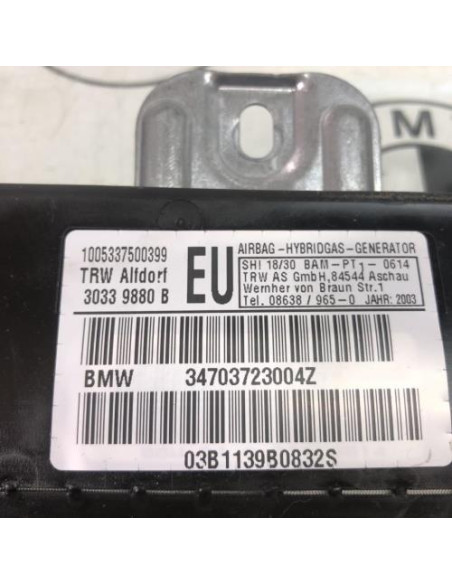 M
1005337500399
TRW Alfdorf
3033 9880 B
EU
AIRBAG-HYBRIDGAS-GENERATOR
SHI 18/30 BAM-PT1- 0614
TRW AS GmbH,84544 Aschau
Wernher von Braun Str.1
Tel. 08638 / 965-0 JAHR: 2003
BMW 34703723004Z
03B1139B0832S